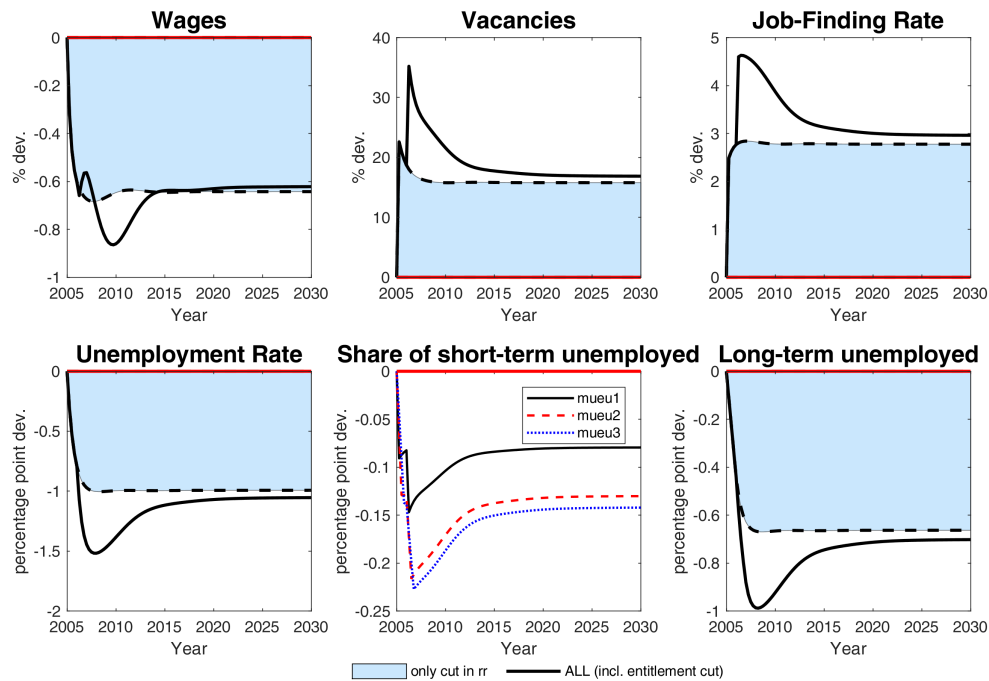 Wages
% dev.
0
-0.2
-0.4
-0.6
-0.8
-1
2005 2010 2015 2020 2025 2030
Year
Vacancies
% dev.
40
30
20
10
0
2005 2010 2015 2020 2025 2030
Year
Job-Finding Rate
% dev.
5
4
3
2
1
0
2005 2010 2015 2020 2025 2030
Year
Unemployment Rate
percentage point dev.
0
-0.5
-1
-1.5
-2
2005 2010 2015 2020 2025 2030
Year
Share of short-term unemployed
percentage point dev.
0
-0.05
-0.1
-0.15
-0.2
-0.25
mueu1
mueu2
mueu3
2005 2010 2015 2020 2025 2030
Year
Long-term unemployed
percentage point dev.
0
-0.2
-0.4
-0.6
-0.8
-1
2005 2010 2015 2020 2025 2030
Year
only cut in rr ALL (incl. entitlement cut)